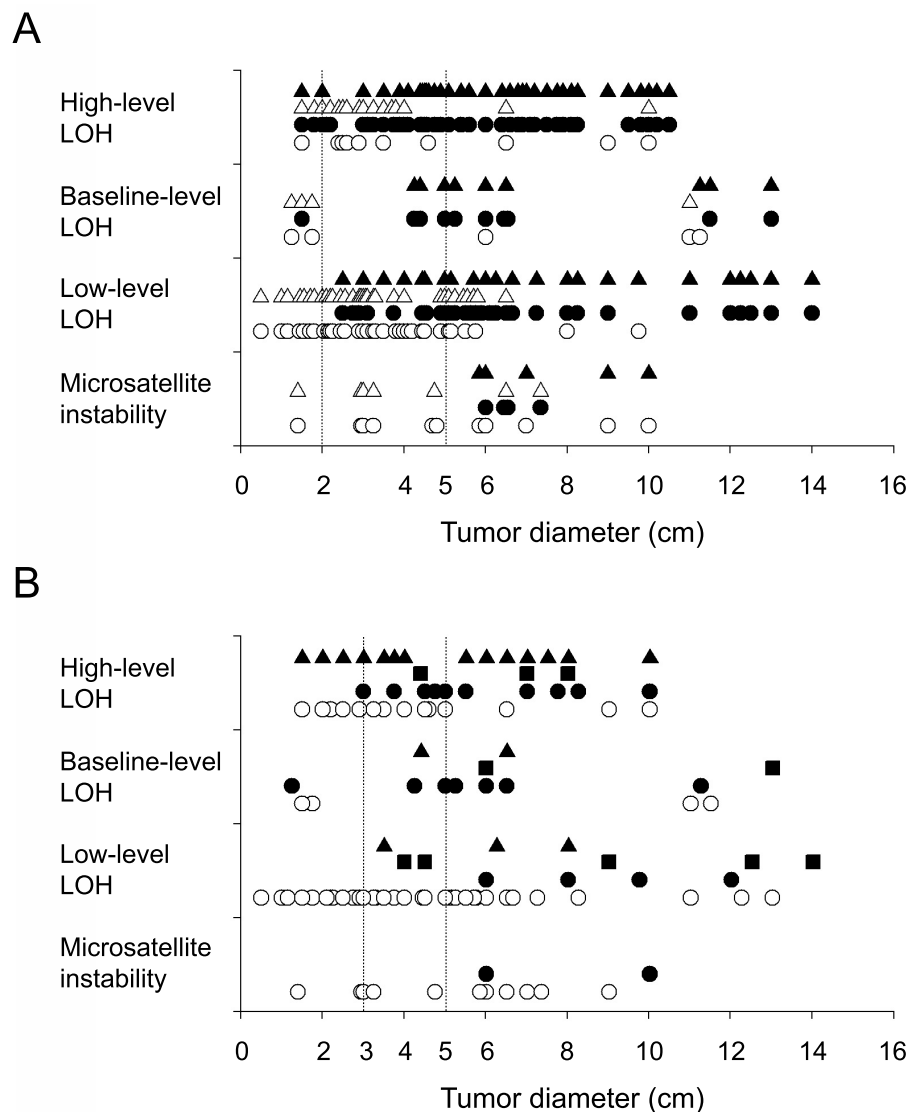 A
High-level
LOH
Baseline-level
LOH
Low-level
LOH
Microsatellite
instability
0 2 4 5 6 8 10 12 14 16
Tumor diameter (cm)
B
High-level
LOH
Baseline-level
LOH
Low-level
LOH
Microsatellite
instability
0 2 3 4 5 6 8 10 12 14 16
Tumor diameter (cm)